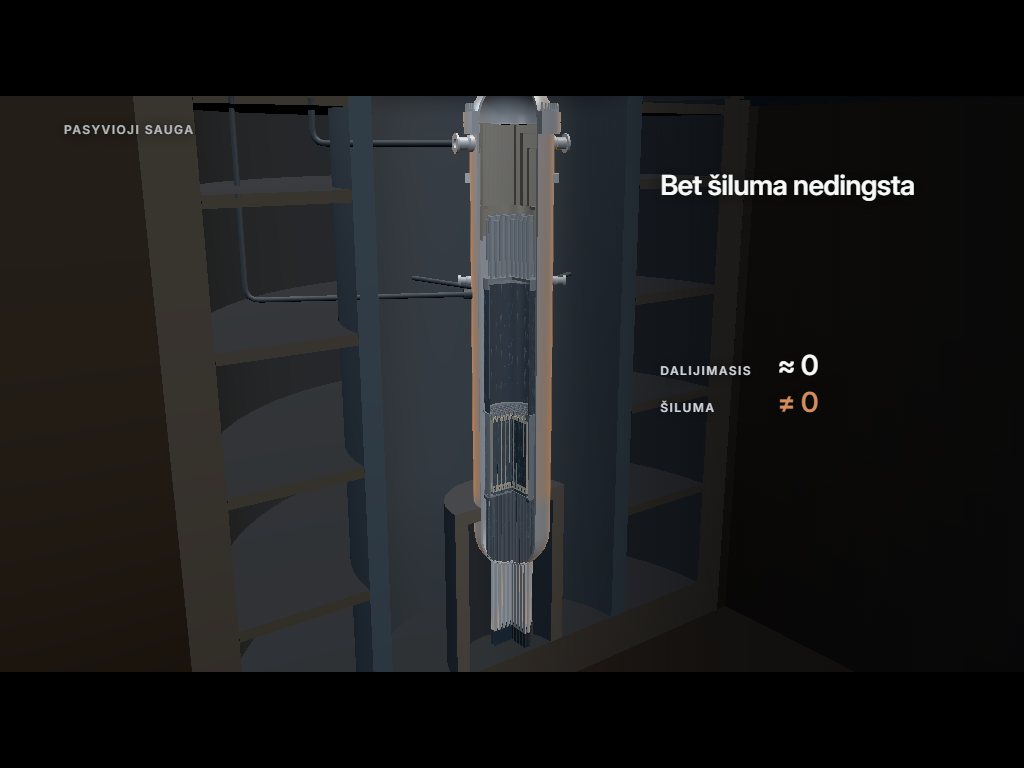 PASYVIOJI SAUGA
Bet šiluma nedingsta
DALIJIMASIS ≈ 0
ŠILUMA ≠ 0